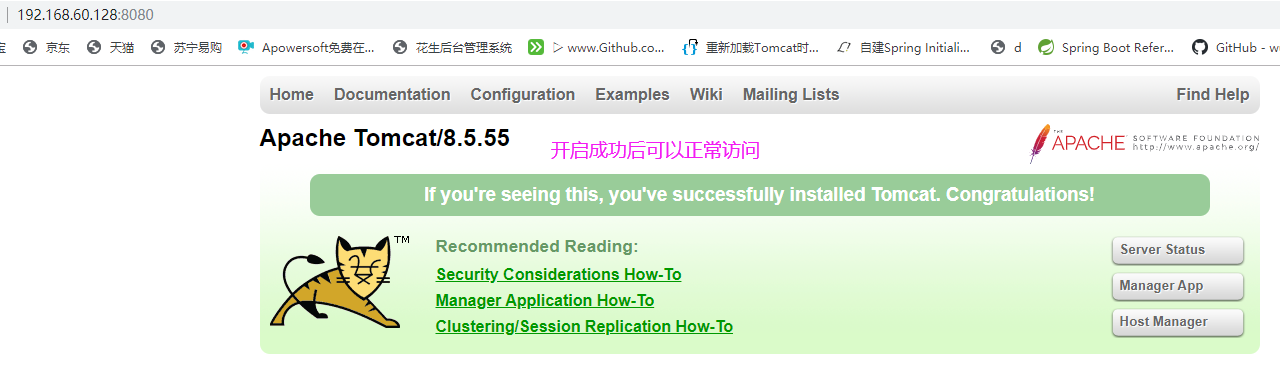 192.168.60.128:8080
宝 京东 天猫 苏宁易购 Apowersoft免费在... 花生后台管理系统 ▷ www.Github.co... 重新加载Tomcat时... 自建Spring Initiali... d Spring Boot Refer... GitHub - w
Home Documentation Configuration Examples Wiki Mailing Lists Find Help
Apache Tomcat/8.5.55
开启成功后可以正常访问
THE APACHE SOFTWARE FOUNDATION
http://www.apache.org/
If you're seeing this, you've successfully installed Tomcat. Congratulations!
TM
Recommended Reading:
Security Considerations How-To
Manager Application How-To
Clustering/Session Replication How-To
Server Status
Manager App
Host Manager